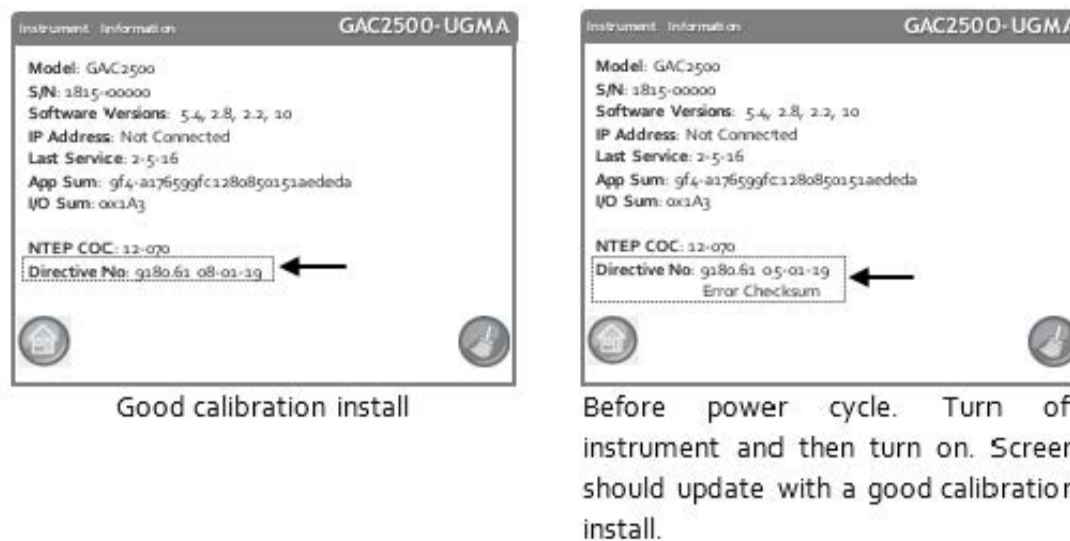 Instrument Information GAC2500-UGMA
Model: GAC2500
S/N: 1815-00000
Software Versions: 5.4, 2.8, 2.2, 10
IP Address: Not Connected
Last Service: 2-5-16
App Sum: 9f4-a176599fc1280850151aededa
I/O Sum: 0x1A3
NTEP COC: 12-070
Directive No: 9180.61 08-01-19
Good calibration install
Instrument Information GAC2500-UGMA
Model: GAC2500
S/N: 1815-00000
Software Versions: 5.4, 2.8, 2.2, 10
IP Address: Not Connected
Last Service: 2-5-16
App Sum: 9f4-a176599fc1280850151aededa
I/O Sum: 0x1A3
NTEP COC: 12-070
Directive No: 9180.61 05-01-19
Error Checksum
Before power cycle. Turn of
instrument and then turn on. Screen
should update with a good calibration
install.